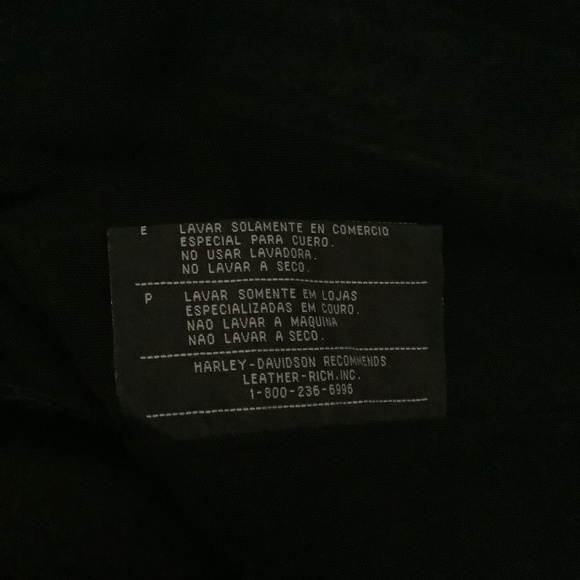 E LAVAR SOLAMENTE EN COMERCIO
ESPECIAL PARA CUERO.
NO USAR LAVADORA.
NO LAVAR A SECO.
P LAVAR SOMENTE EM LOJAS
ESPECIALIZADAS EM COURO.
NAO LAVAR A MAQUINA
NAO LAVAR A SECO.
HARLEY-DAVIDSON RECOMMENDS
LEATHER-RICH,INC.
1-800-236-6996